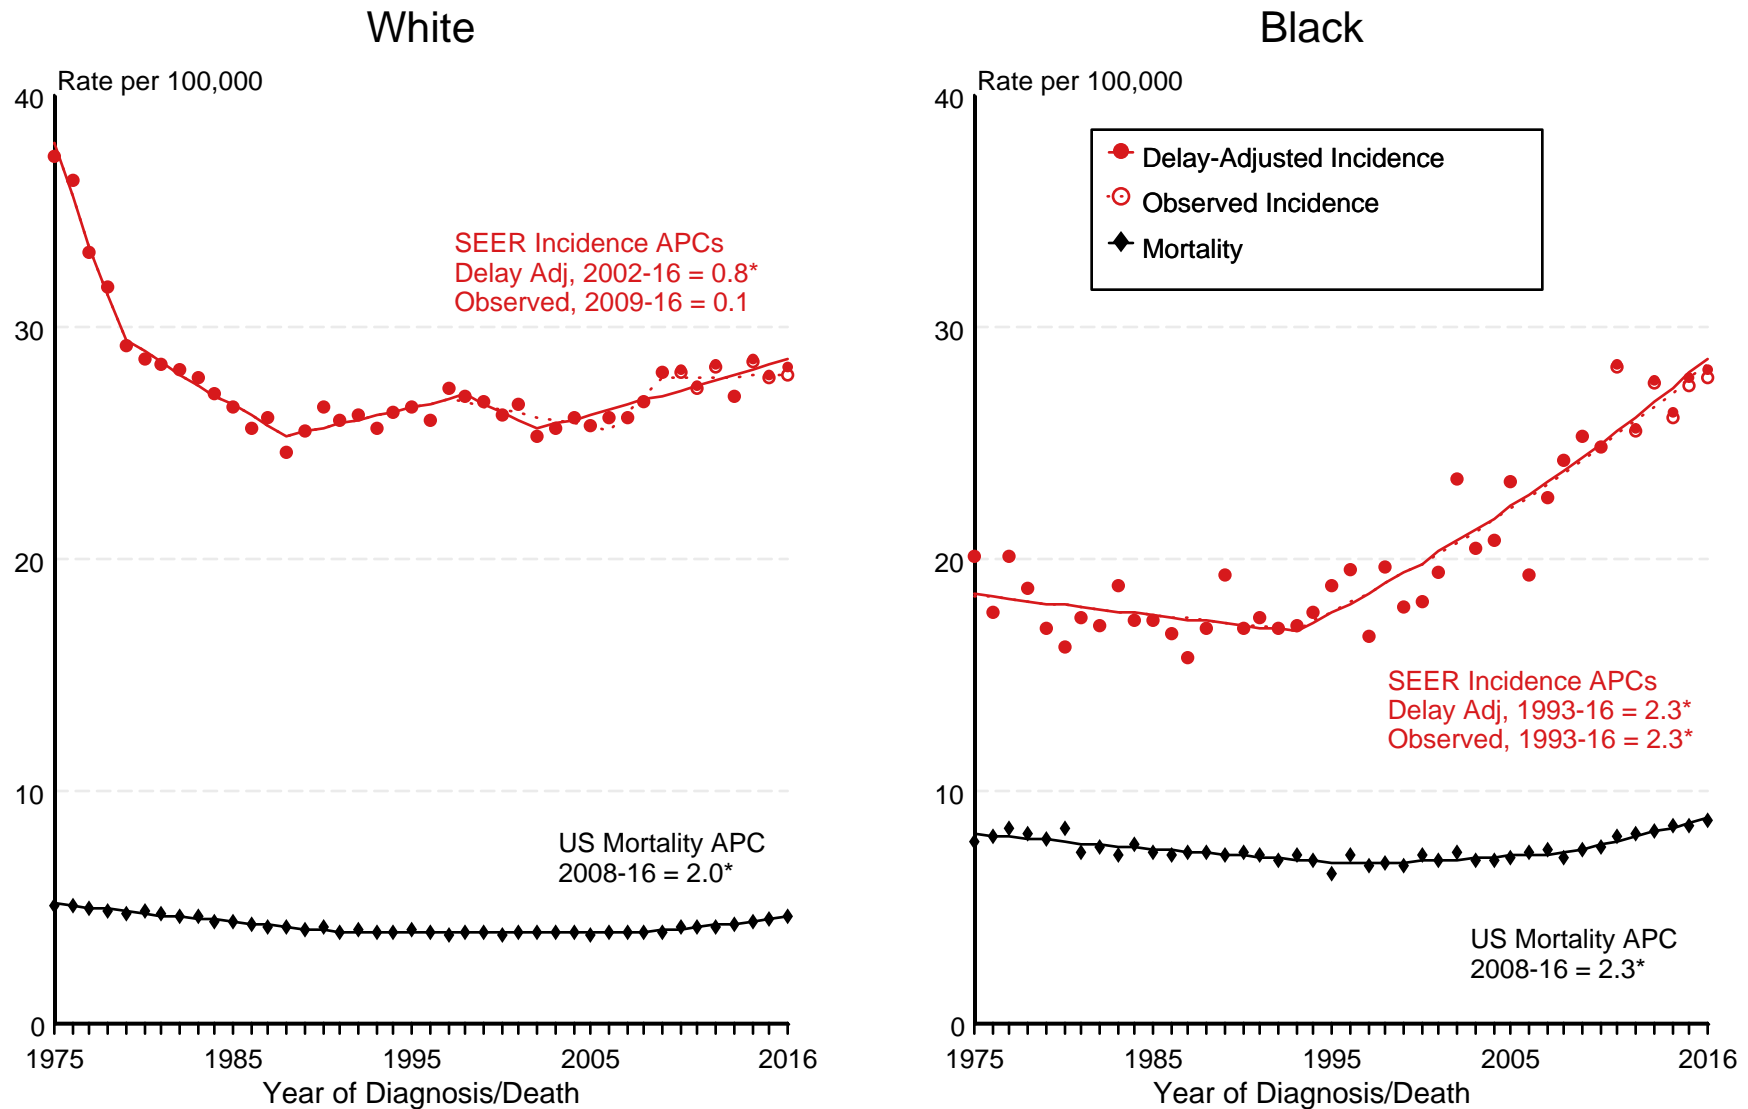 White
Rate per 100,000
40
30
20
10
0
SEER Incidence APCs
Delay Adj, 2002-16 = 0.8*
Observed, 2009-16 = 0.1
US Mortality APC
2008-16 = 2.0*
1975
1985
1995
2005
2016
Year of Diagnosis/Death
Black
Rate per 100,000
40
30
20
10
0
Delay-Adjusted Incidence
Observed Incidence
Mortality
SEER Incidence APCs
Delay Adj, 1993-16 = 2.3*
Observed, 1993-16 = 2.3*
US Mortality APC
2008-16 = 2.3*
1975
1985
1995
2005
2016
Year of Diagnosis/Death